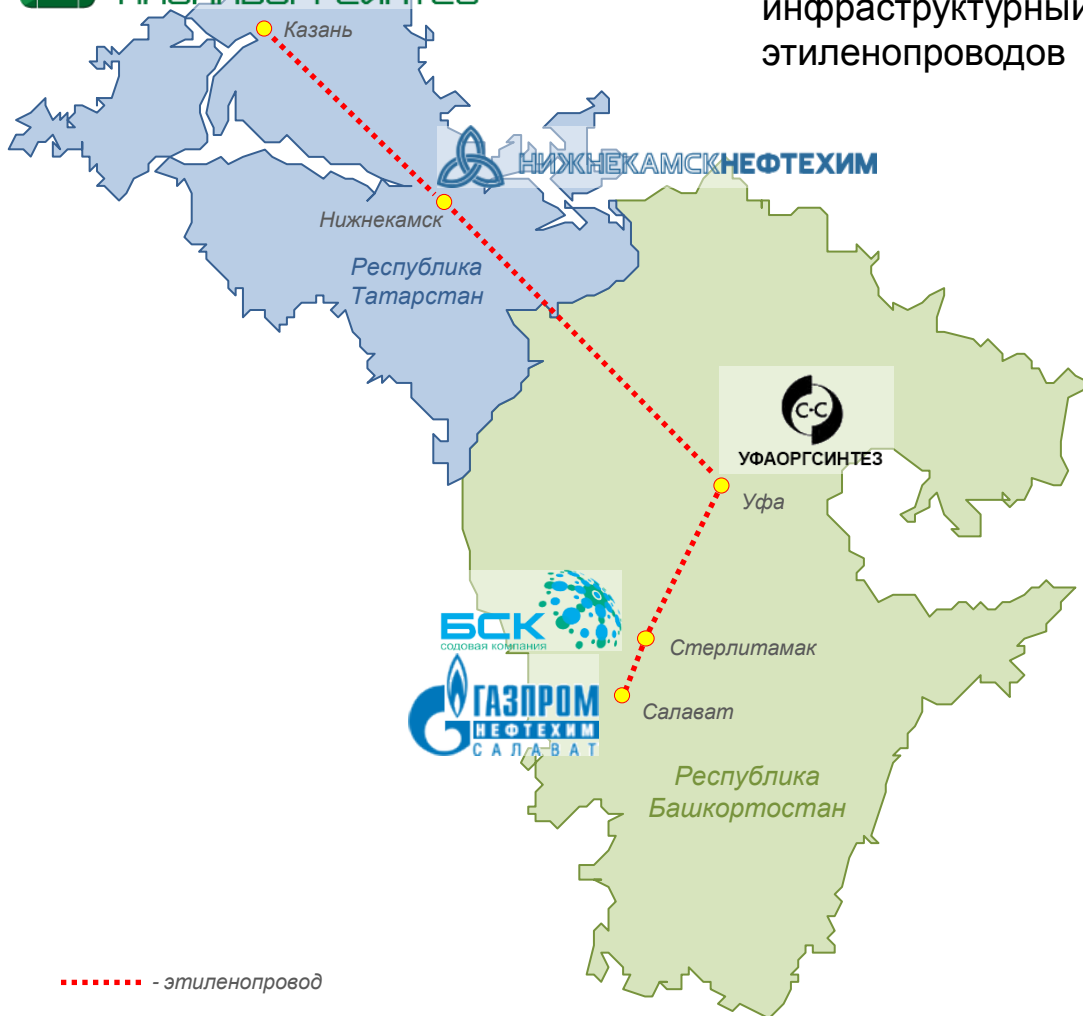 инфраструктурный
этиленопроводов
Казань
НИЖНЕКАМСКНЕФТЕХИМ
Нижнекамск
Республика
Татарстан
С-С
УФАОРГСИНТЕЗ
Уфа
БСК
содовая компания
Стерлитамак
ГАЗПРОМ
НЕФТЕХИМ
САЛАВАТ
Салават
Республика
Башкортостан
- этиленопровод